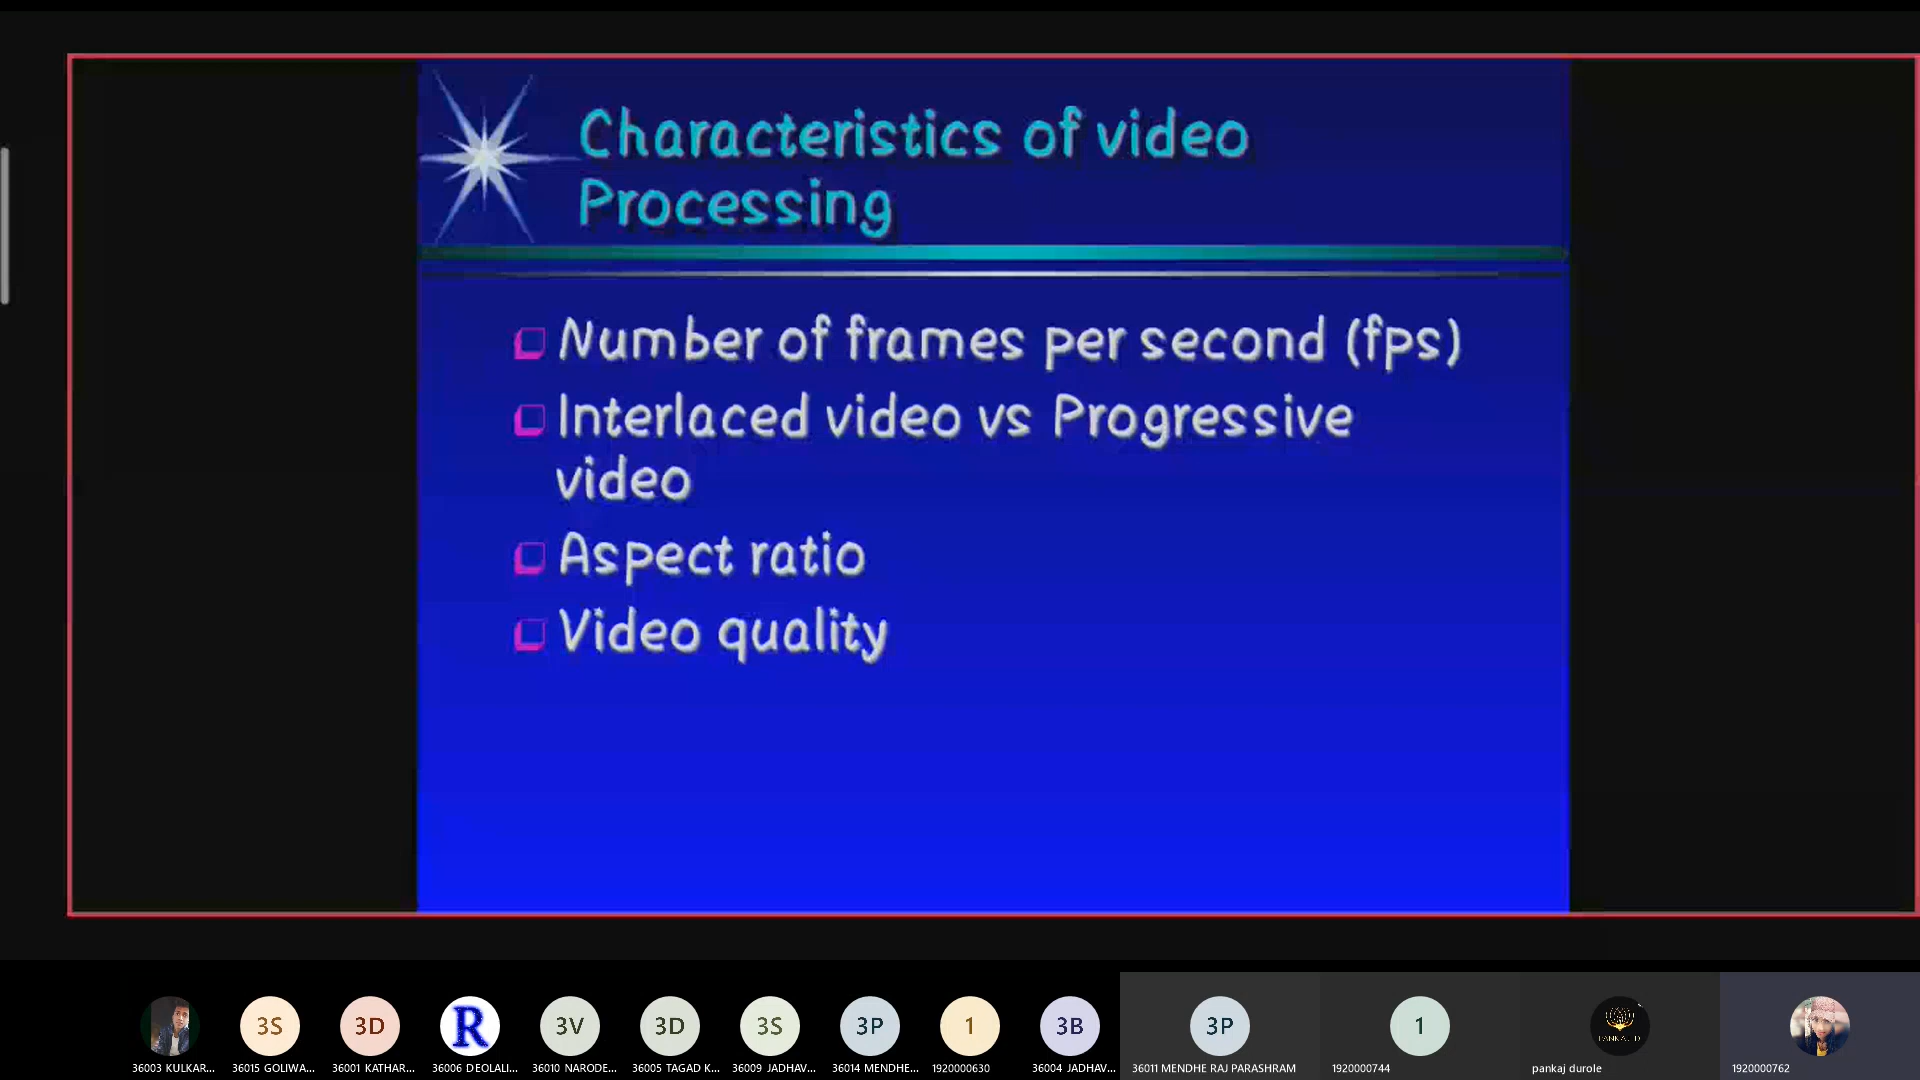 Characteristics of video
Processing
Number of frames per second (fps)
Interlaced video vs Progressive
video
Aspect ratio
Video quality
3S
3D
R
3V
3D
3S
3P
1
3B
3P
1
PANKAJ D
36003 KULKAR...
36015 GOLIWA...
36001 KATHAR...
36006 DEOLALI...
36010 NARODE...
36005 TAGAD K...
36009 JADHAV...
36014 MENDHE...
1920000630
36004 JADHAV...
36011 MENDHE RAJ PARASHRAM
1920000744
pankaj durole
1920000762